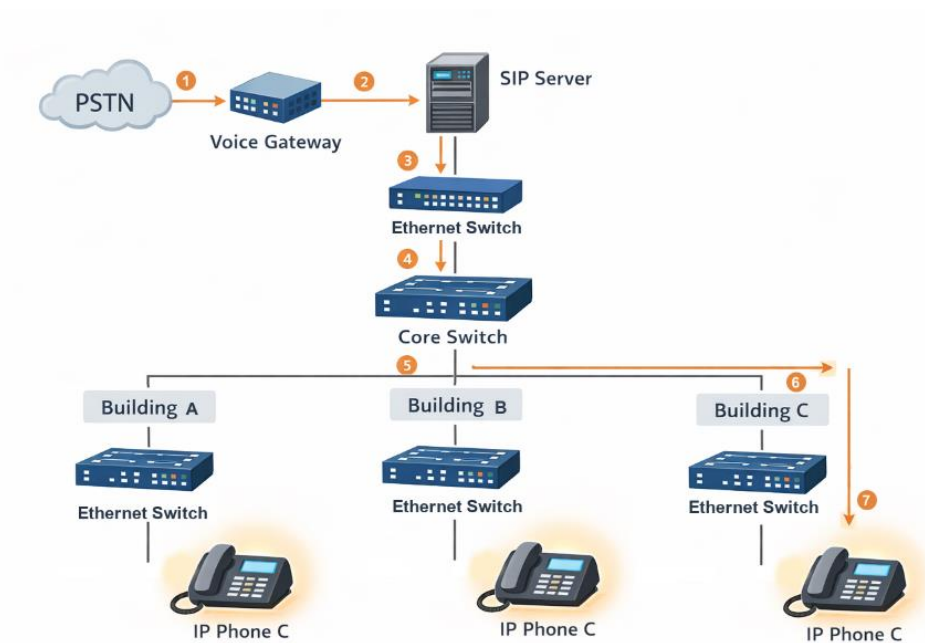 1
2
PSTN
SIP Server
Voice Gateway
3
Ethernet Switch
4
Core Switch
5
6
Building A
Building B
Building C
Ethernet Switch
Ethernet Switch
Ethernet Switch
7
IP Phone C
IP Phone C
IP Phone C